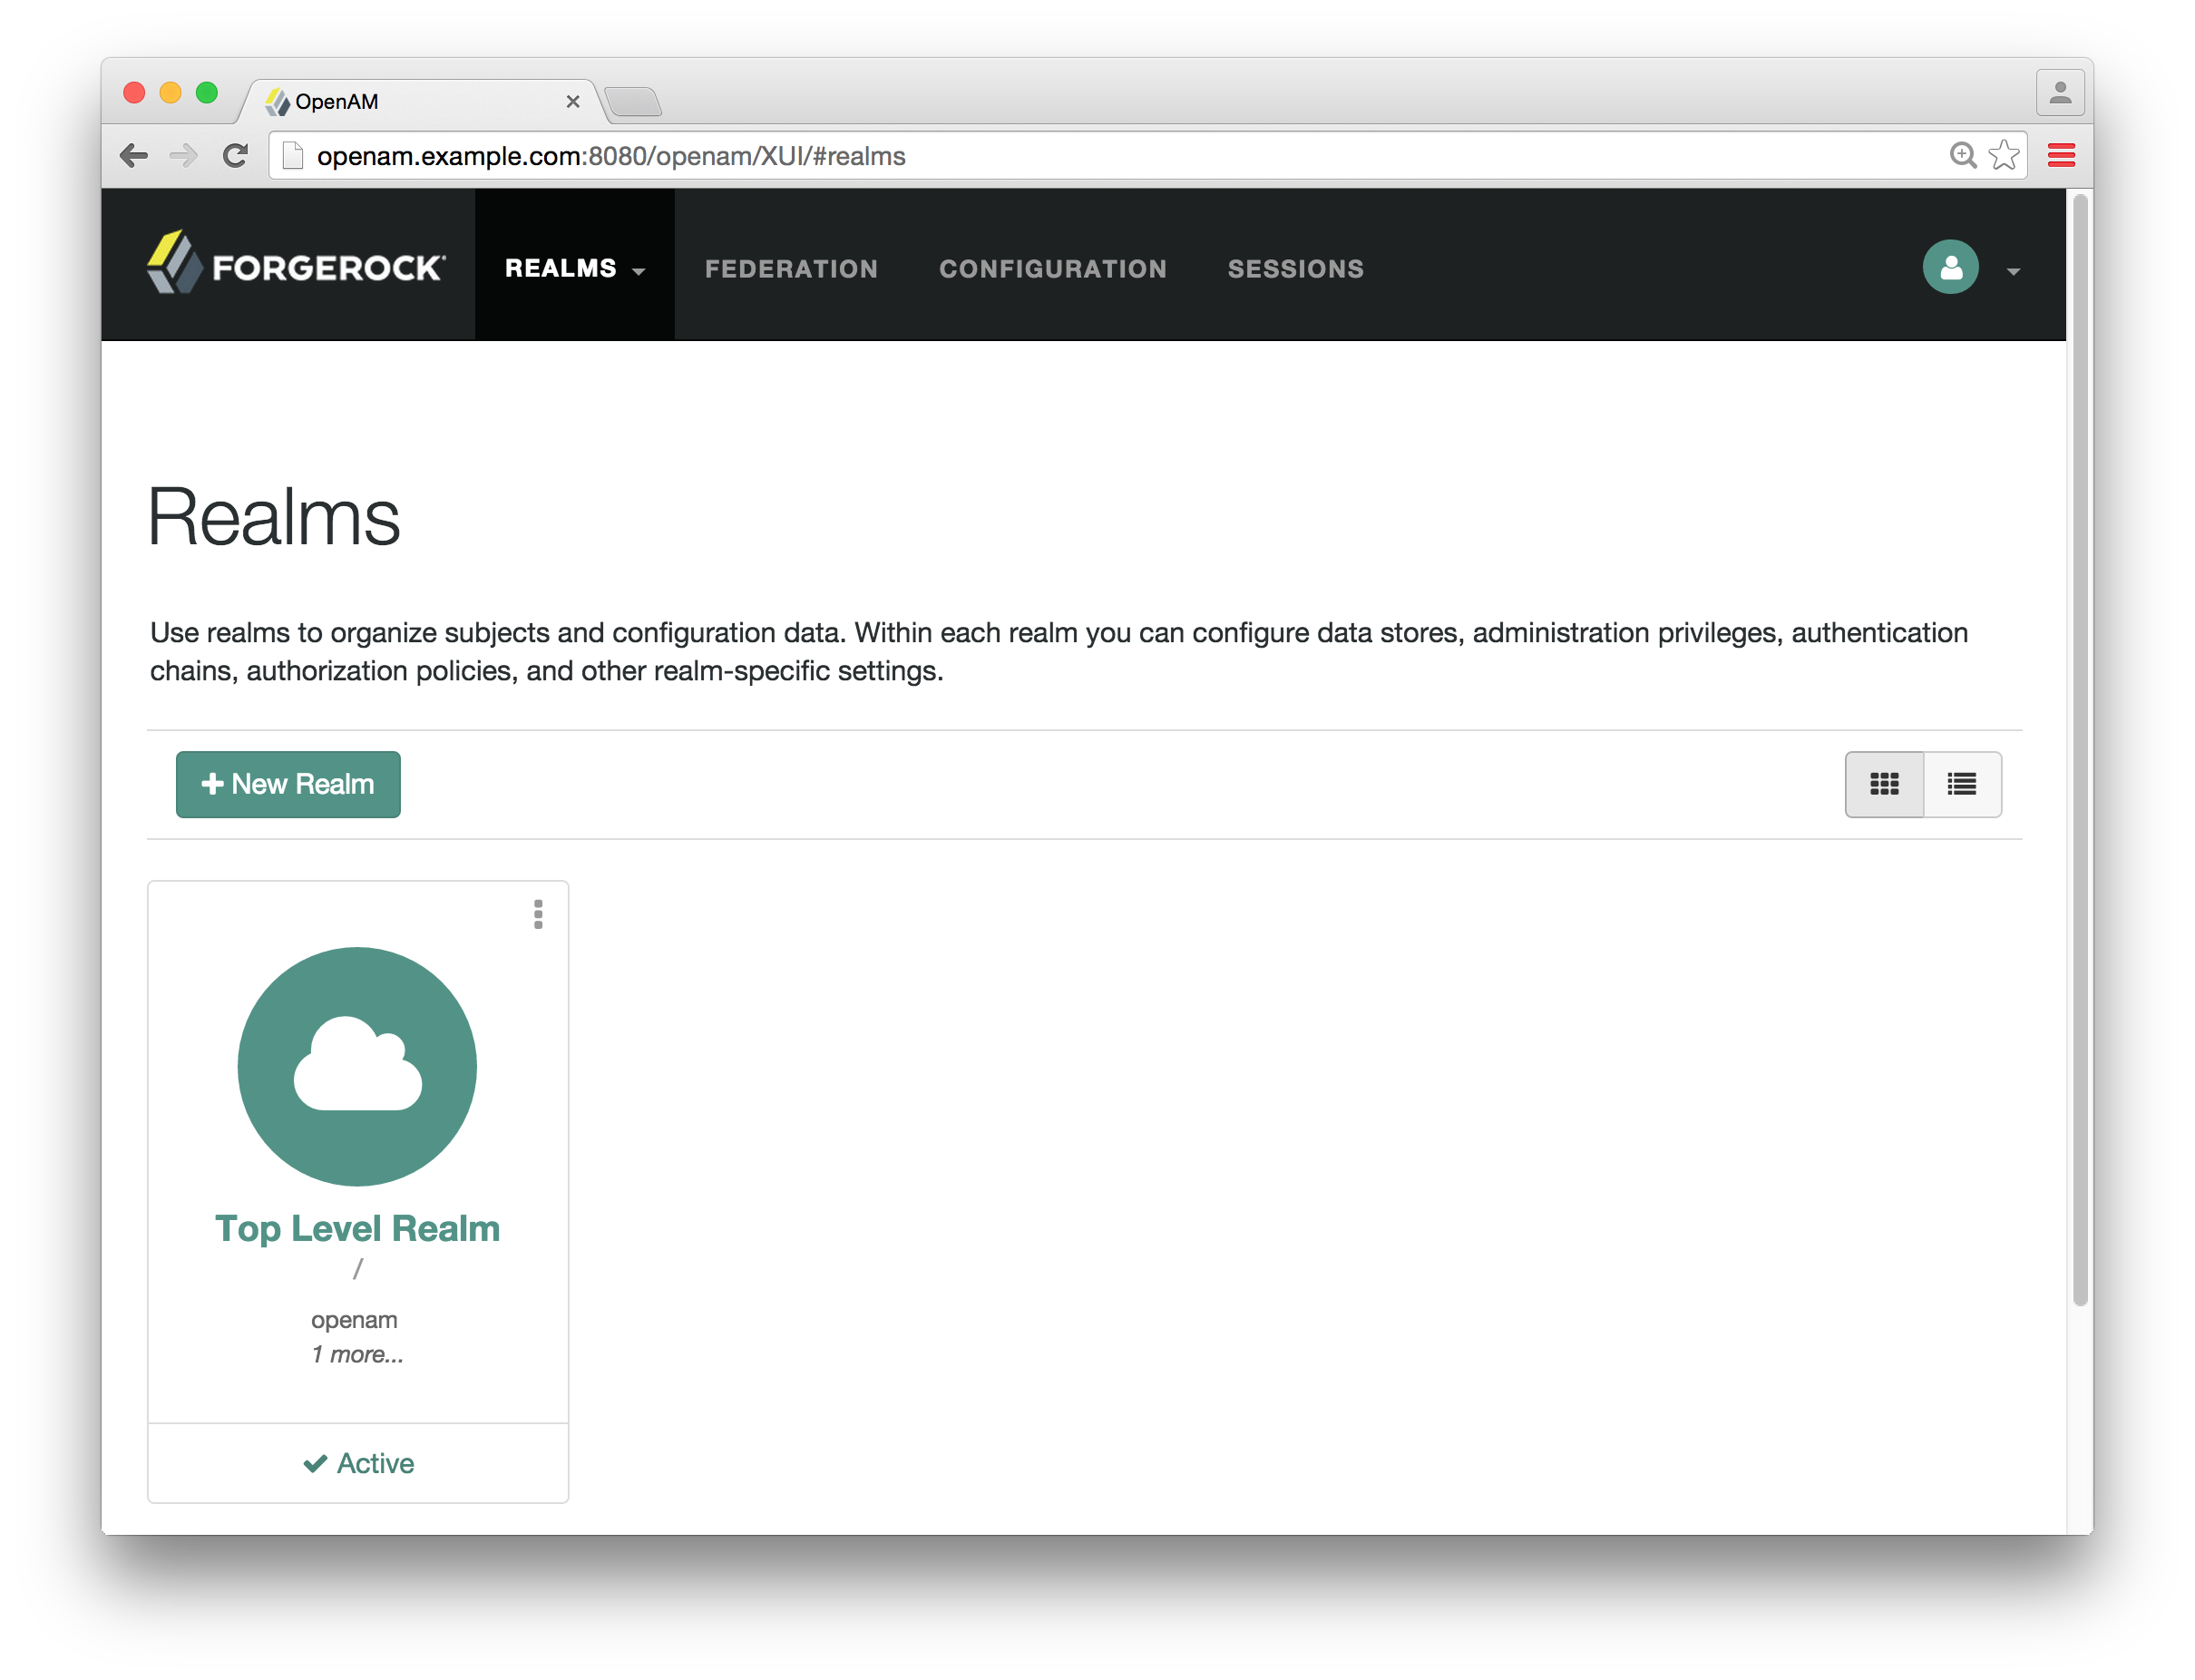 OpenAM
openam.example.com:8080/openam/XUI/#realms
FORGEROCK
REALMS
FEDERATION
CONFIGURATION
SESSIONS
Realms
Use realms to organize subjects and configuration data. Within each realm you can configure data stores, administration privileges, authentication
chains, authorization policies, and other realm-specific settings.
New Realm
Top Level Realm
/
openam
1 more...
Active